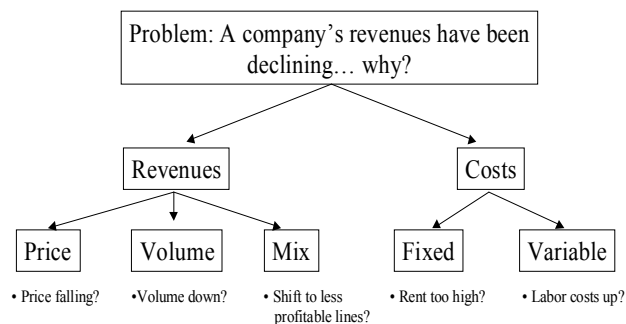 Problem: A company's revenues have been
declining… why?
Revenues
Costs
Price
Volume
Mix
Fixed
Variable
• Price falling?
•Volume down?
• Shift to less
profitable lines?
• Rent too high?
• Labor costs up?